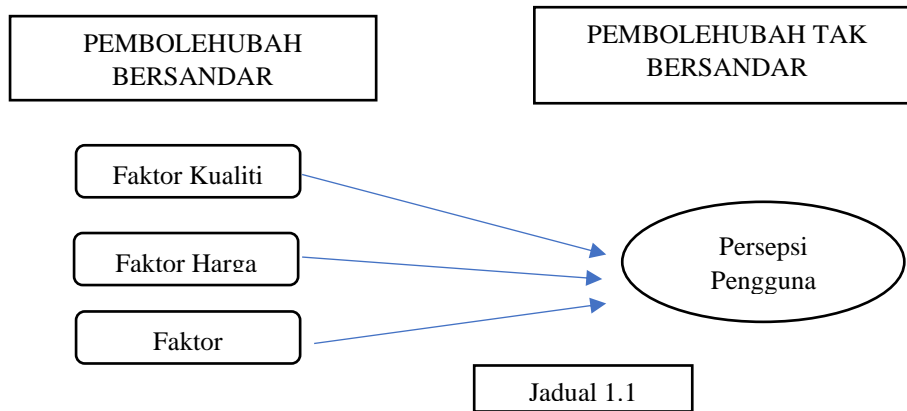 PEMBOLEHUBAH
BERSANDAR
PEMBOLEHUBAH TAK
BERSANDAR
Faktor Kualiti
Faktor Harga
Faktor
Persepsi
Pengguna
Jadual 1.1